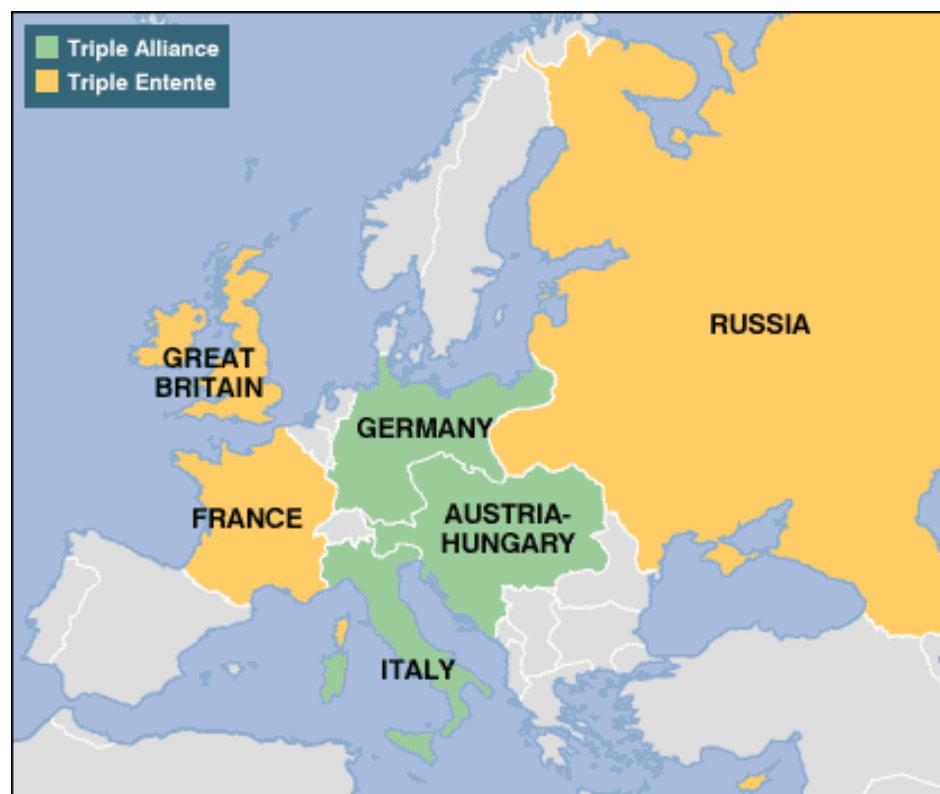 Triple Alliance
Triple Entente
RUSSIA
GREAT
BRITAIN
GERMANY
FRANCE
AUSTRIA-
HUNGARY
ITALY